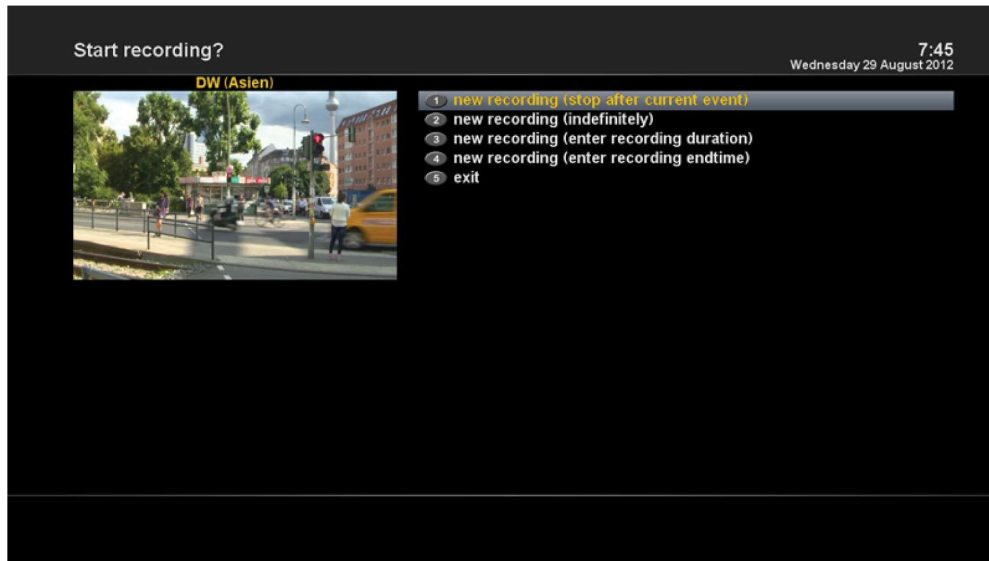 Start recording?
7:45
Wednesday 29 August 2012
DW (Asien)
1 new recording (stop after current event)
2 new recording (indefinitely)
3 new recording (enter recording duration)
4 new recording (enter recording endtime)
5 exit